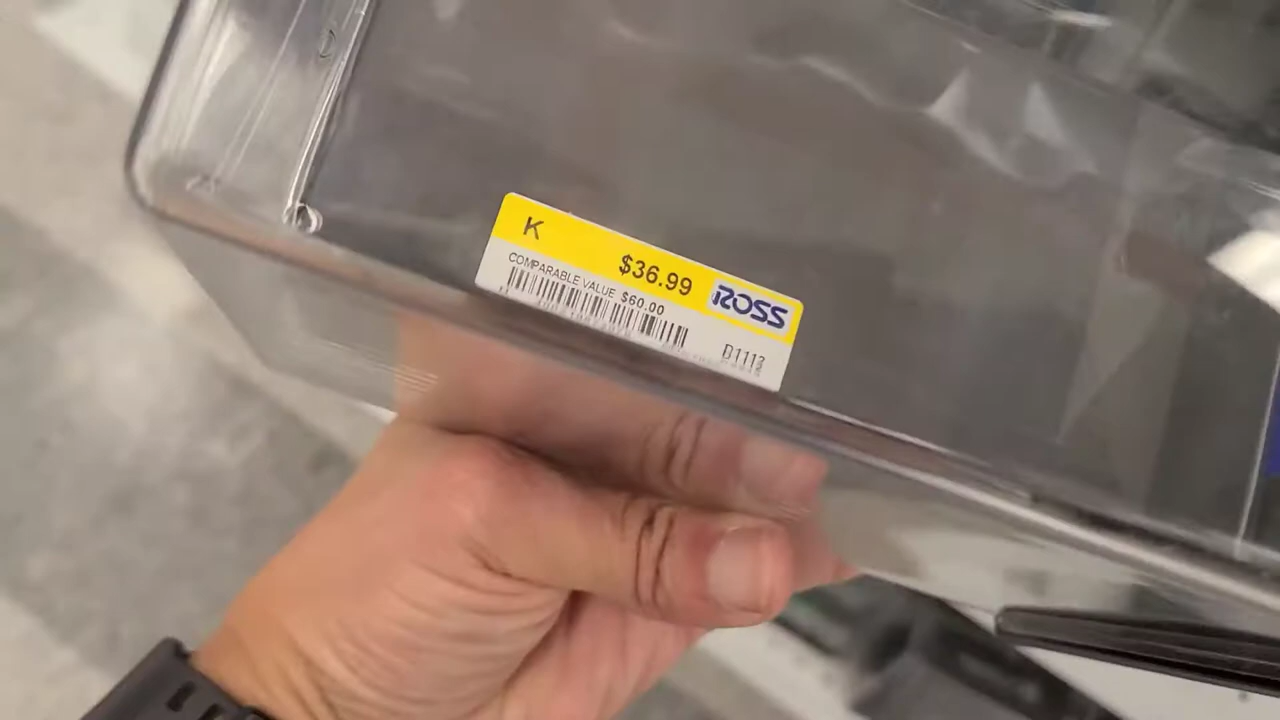 K
$36.99
ROSS
COMPARABLE VALUE $60.00
D1113